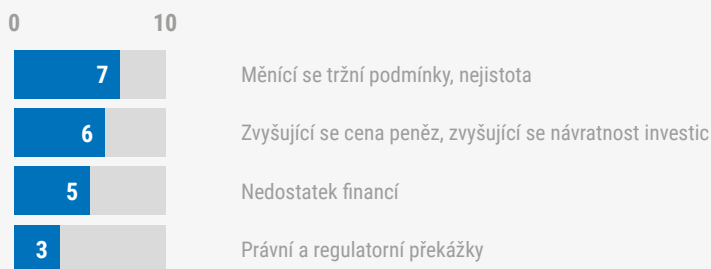 0 10
7 Měnící se tržní podmínky, nejistota
6 Zvyšující se cena peněz, zvyšující se návratnost investic
5 Nedostatek financí
3 Právní a regulatorní překážky